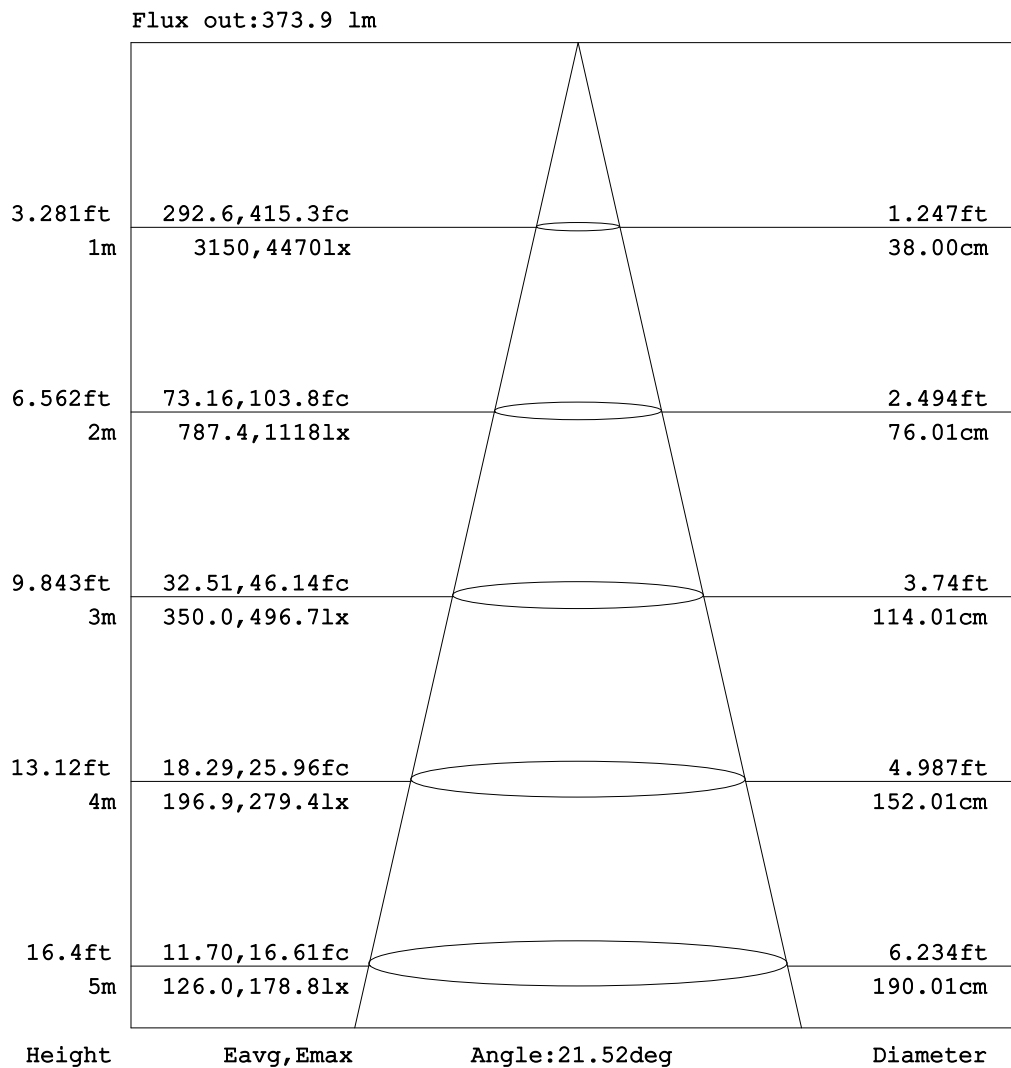 Flux out:373.9 lm
3.281ft 292.6,415.3fc 1.247ft
1m 3150,4470lx 38.00cm
6.562ft 73.16,103.8fc 2.494ft
2m 787.4,1118lx 76.01cm
9.843ft 32.51,46.14fc 3.74ft
3m 350.0,496.7lx 114.01cm
13.12ft 18.29,25.96fc 4.987ft
4m 196.9,279.4lx 152.01cm
16.4ft 11.70,16.61fc 6.234ft
5m 126.0,178.8lx 190.01cm
Height Eavg,Emax Angle:21.52deg Diameter